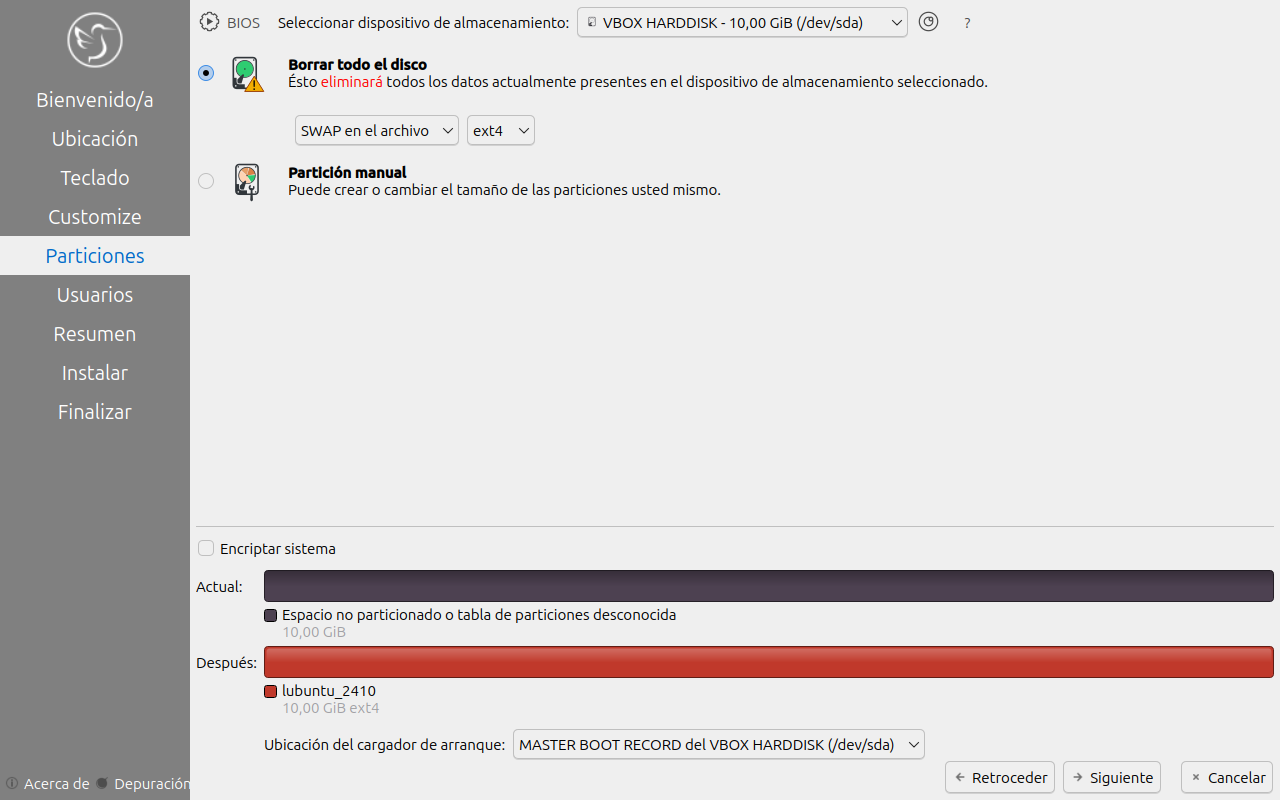 BIOS Seleccionar dispositivo de almacenamiento: VBOX HARDDISK - 10,00 GiB (/dev/sda) ?
Bienvenido/a
Ubicación
Teclado
Customize
Particiones
Usuarios
Resumen
Instalar
Finalizar
Acerca de Depuración
Borrar todo el disco
Ésto eliminará todos los datos actualmente presentes en el dispositivo de almacenamiento seleccionado.
SWAP en el archivo ext4
Partición manual
Puede crear o cambiar el tamaño de las particiones usted mismo.
Encriptar sistema
Actual:
Espacio no particionado o tabla de particiones desconocida
10,00 GiB
Después:
lubuntu_2410
10,00 GiB ext4
Ubicación del cargador de arranque: MASTER BOOT RECORD del VBOX HARDDISK (/dev/sda)
Retroceder Siguiente Cancelar